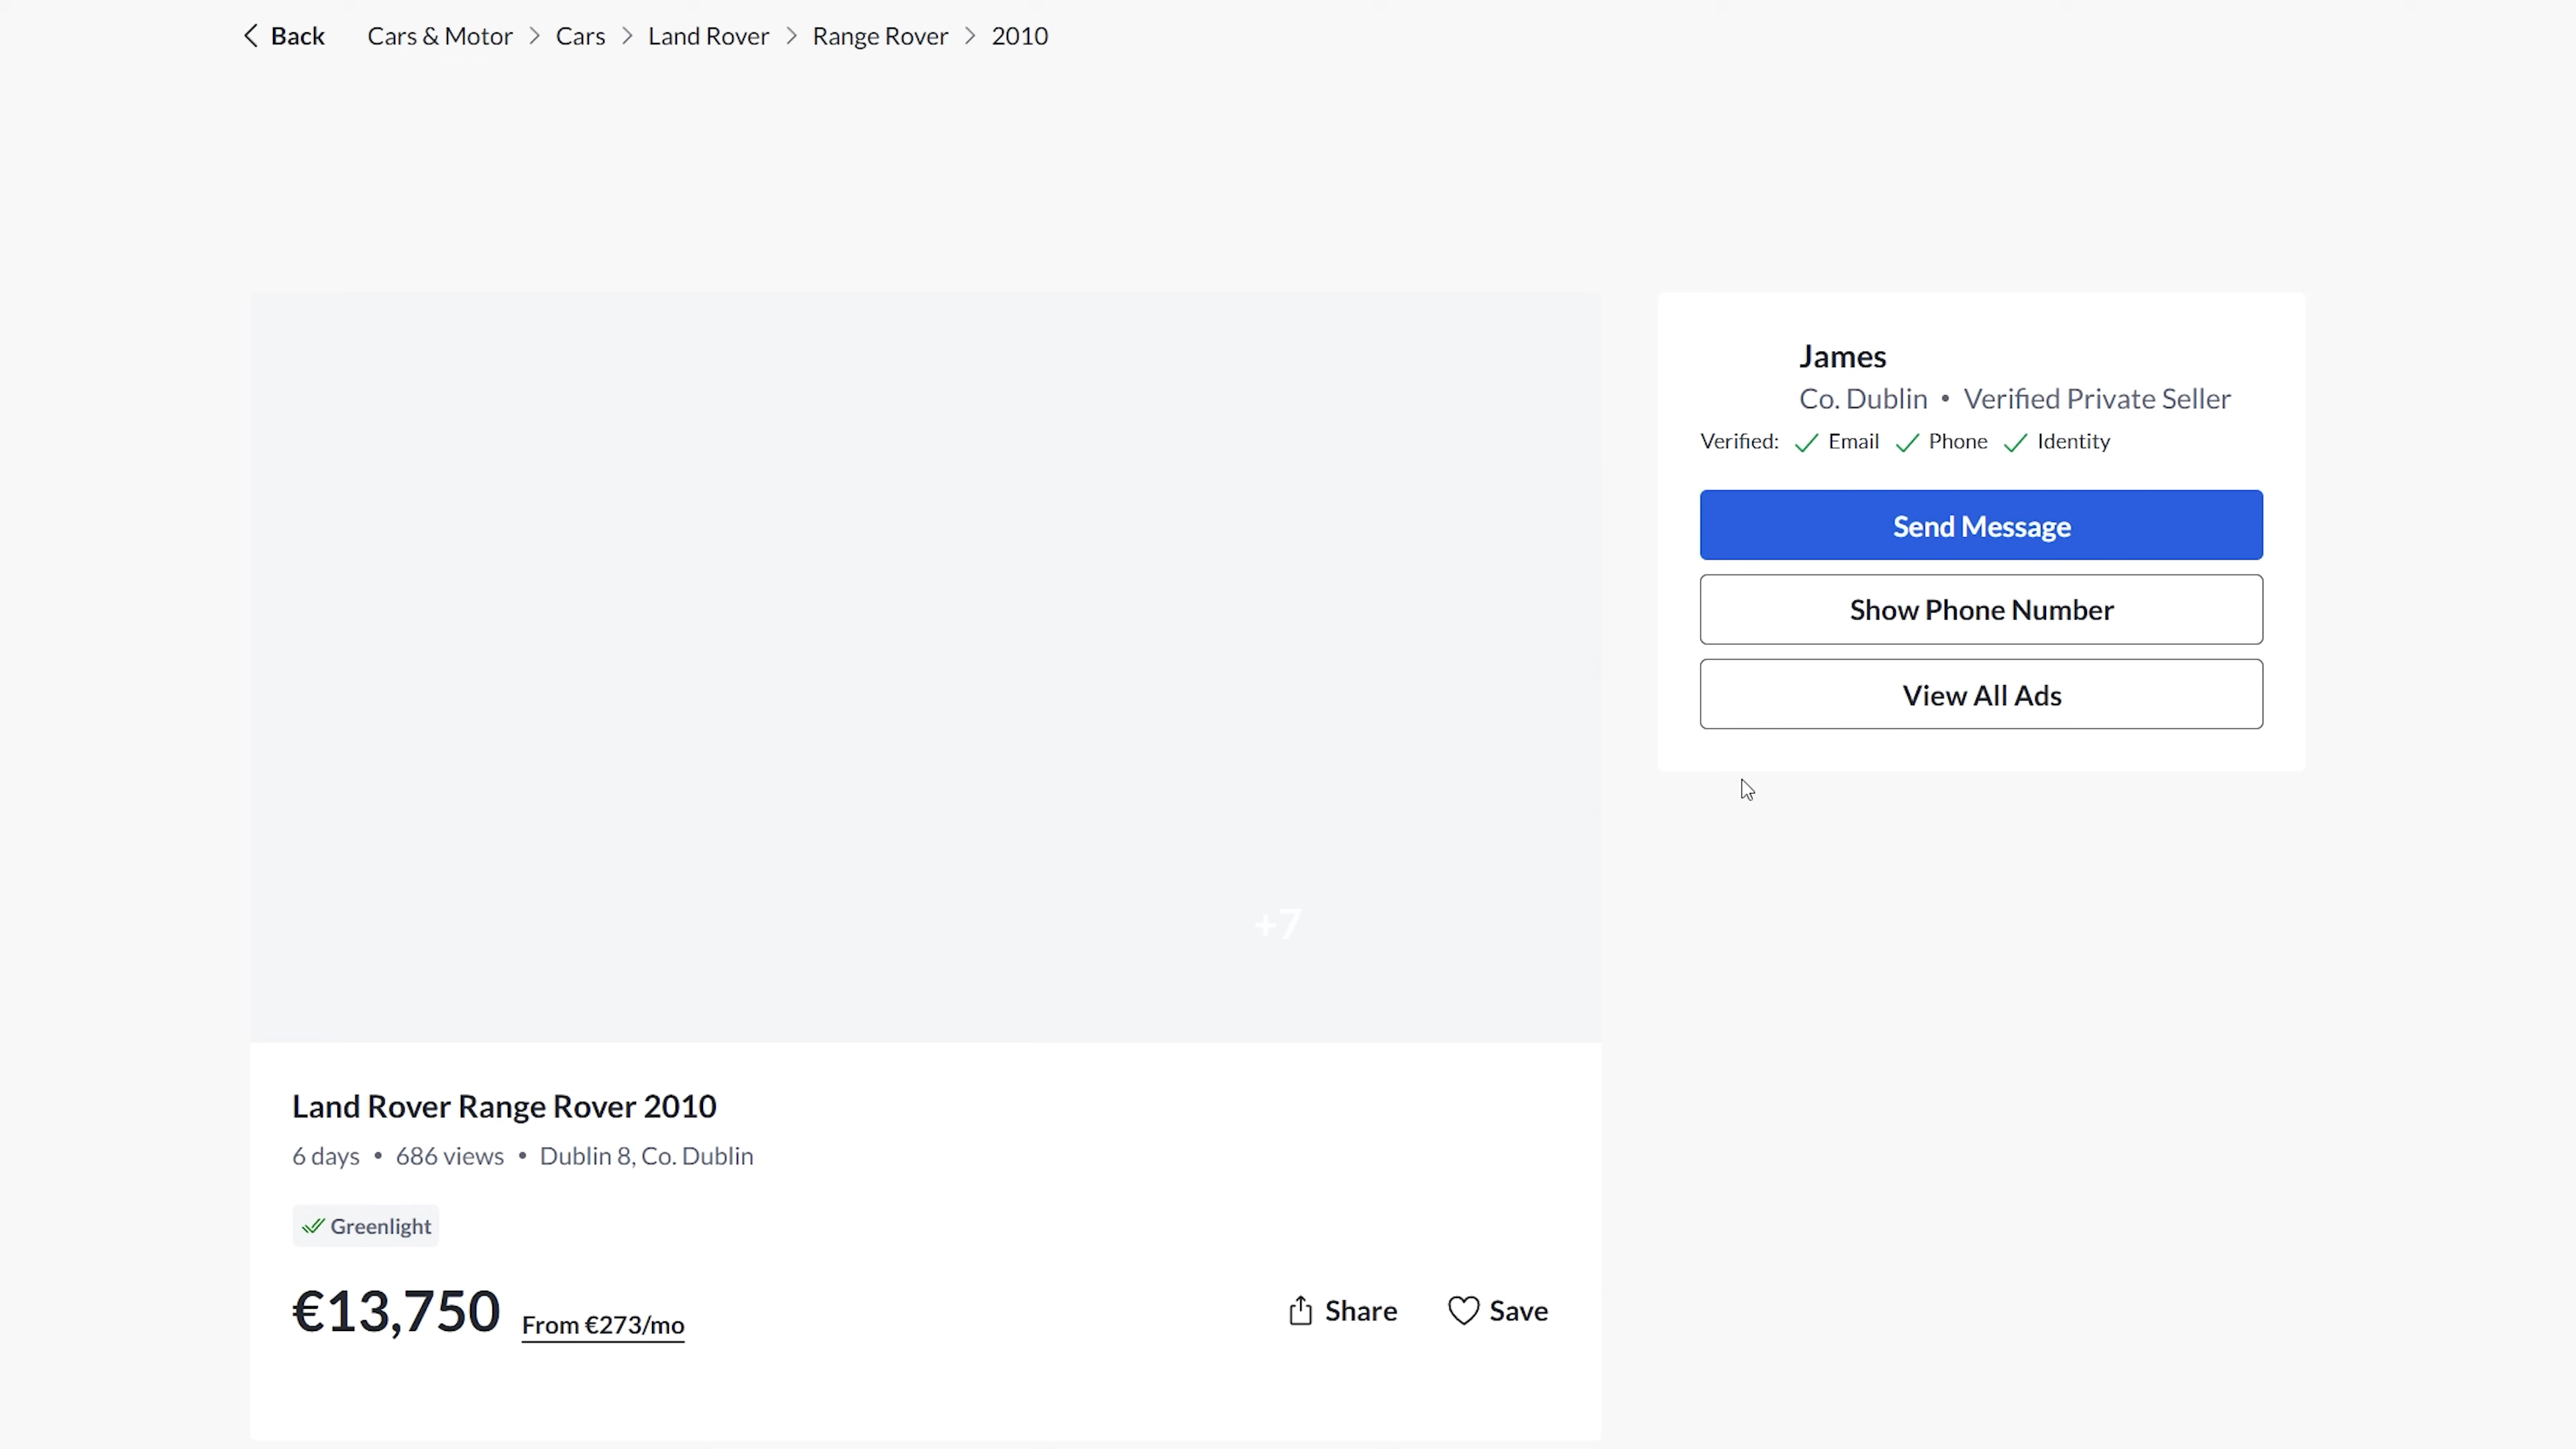 Back Cars & Motor Cars Land Rover Range Rover 2010
James
Co. Dublin • Verified Private Seller
Verified: Email Phone Identity
Send Message
Show Phone Number
View All Ads
+7
Land Rover Range Rover 2010
6 days • 686 views • Dublin 8, Co. Dublin
Greenlight
€13,750 From €273/mo Share Save